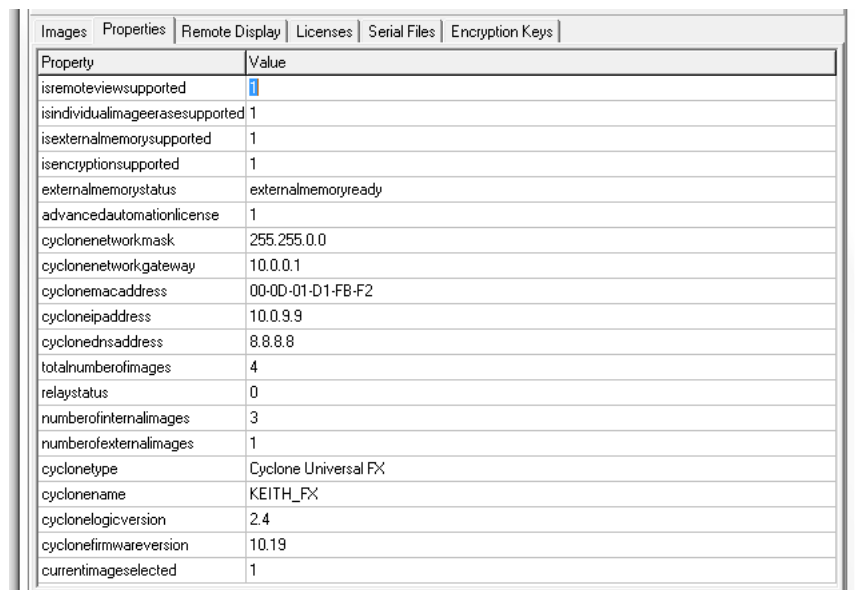 Images Properties Remote Display Licenses Serial Files Encryption Keys
Property Value
isremoteviewsupported 1
isindividualimageerasesupported 1
isexternalmemorysupported 1
isencryptionsupported 1
externalmemorystatus externalmemoryready
advancedautomationlicense 1
cyclonenetworkmask 255.255.0.0
cyclonenetworkgateway 10.0.0.1
cyclonemacaddress 00-0D-01-D1-FB-F2
cycloneipaddress 10.0.9.9
cyclonednsaddress 8.8.8.8
totalnumberofimages 4
relaystatus 0
numberofinternalimages 3
numberofexternalimages 1
cyclonetype Cyclone Universal FX
cyclonename KEITH_FX
cyclonelogicversion 2.4
cyclonefirmwareversion 10.19
currentimageselected 1